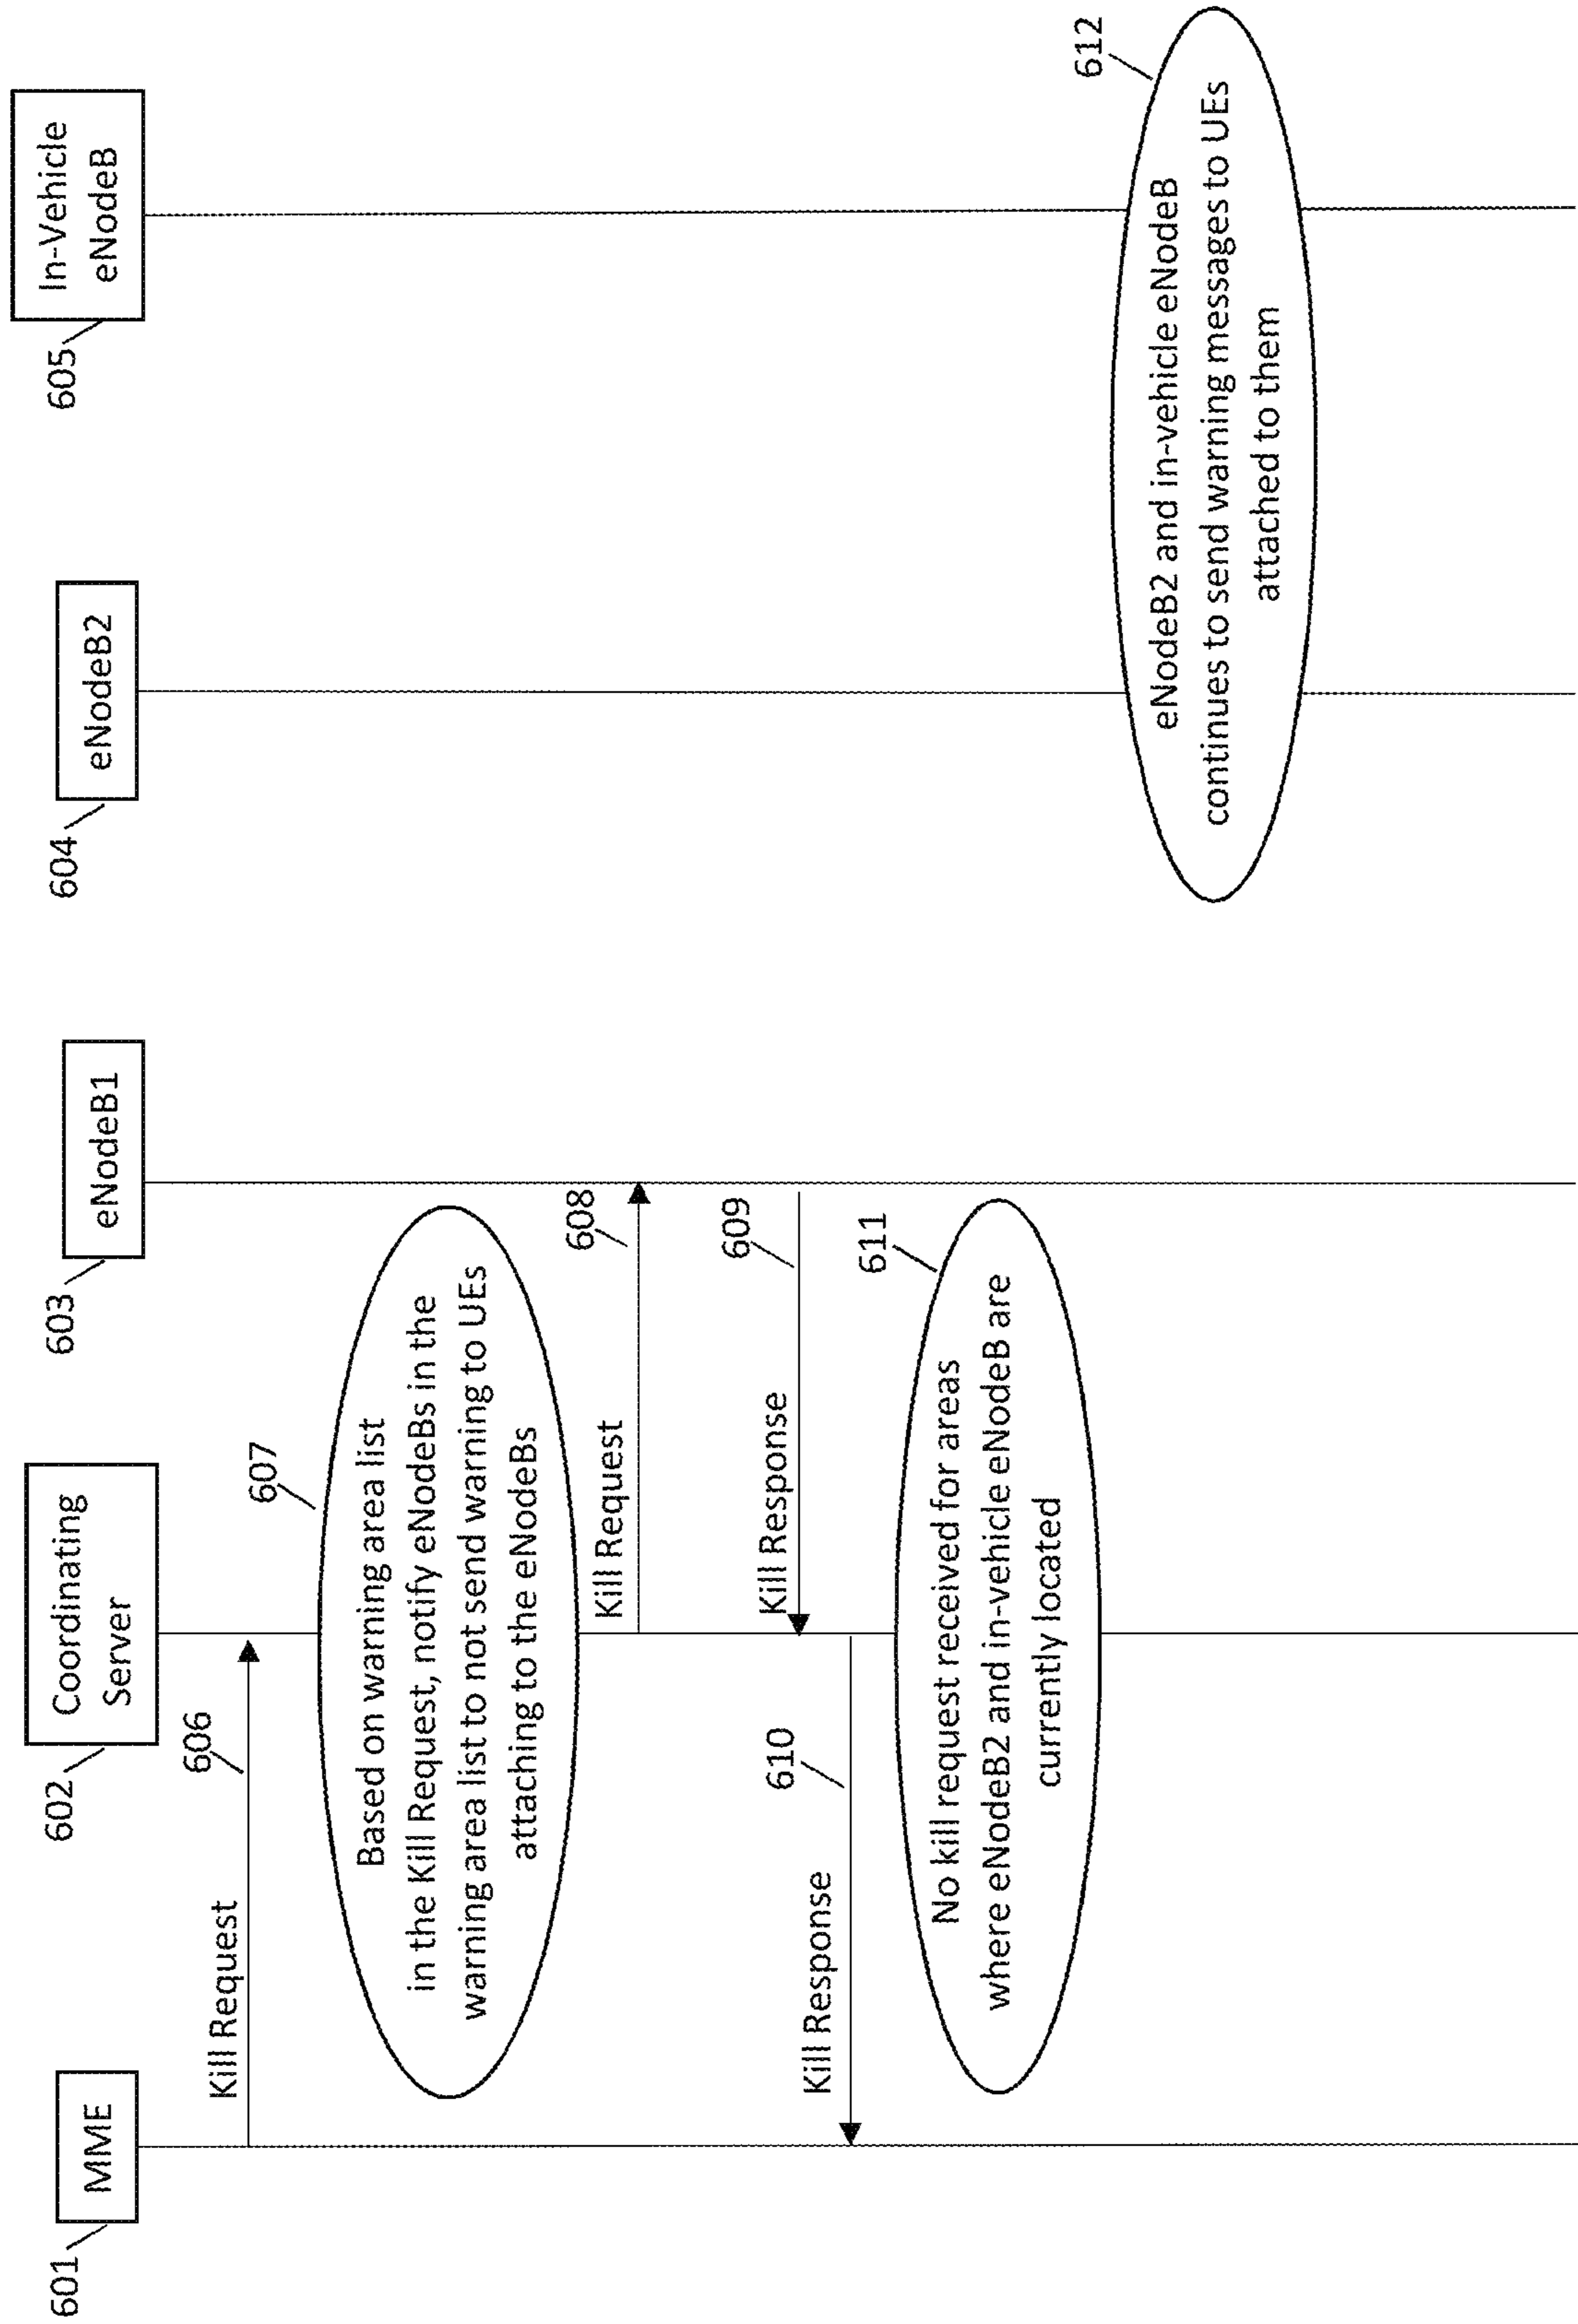 601
MME
602
Coordinating
Server
603
eNodeB1
604
eNodeB2
605
In-Vehicle
eNodeB
Kill Request
606
607
Based on warning area list
in the Kill Request, notify eNodeBs in the
warning area list to not send warning to UEs
attaching to the eNodeBs
Kill Request
608
Kill Response
609
Kill Response
610
611
No kill request received for areas
where eNodeB2 and in-vehicle eNodeB are
currently located
612
eNodeB2 and in-vehicle eNodeB
continues to send warning messages to UEs
attached to them